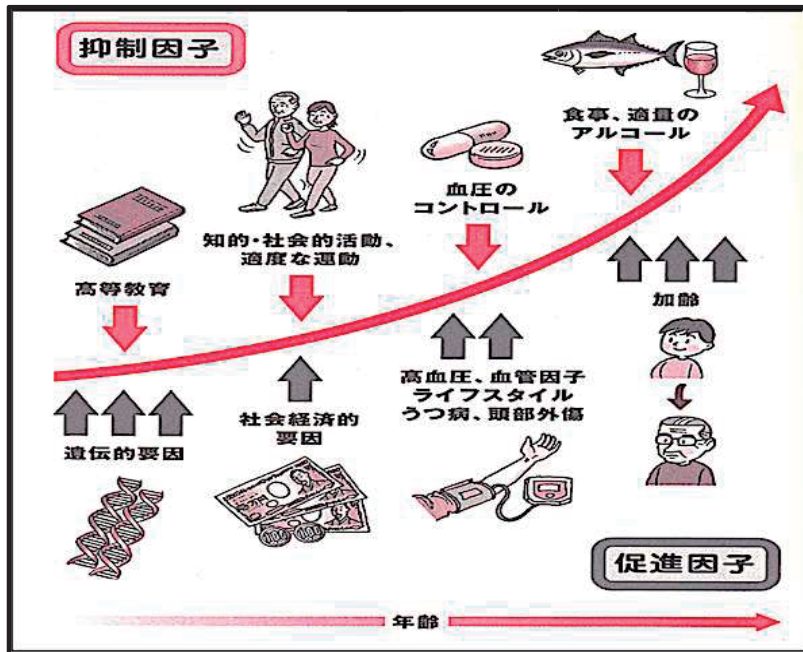 抑制因子
食事、適量の
アルコール
血圧の
コントロール
知的・社会的活動、
適度な運動
高等教育
加齢
高血圧、血管因子
ライフスタイル
うつ病、頭部外傷
社会経済的
要因
遺伝的要因
促進因子
年齢